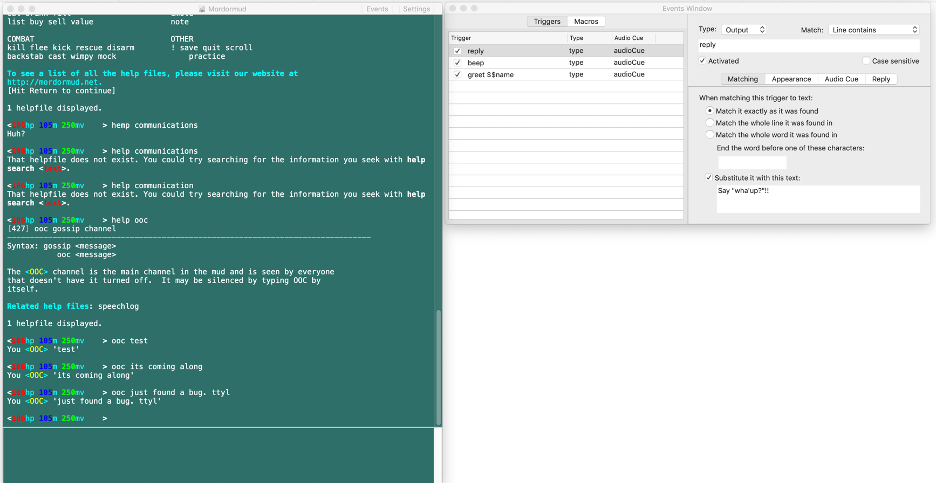 Mordormud
Events
Settings
list buy sell value note
COMBAT OTHER
kill flee kick rescue disarm ! save quit scroll
backstab cast wimpy mock practice
To see a list of all the help files, please visit our website at
http://mordormud.net.
[Hit Return to continue]
1 helpfile displayed.
hp 105m 250mv > hemp communications
Huh?
hp 105m 250mv > help communications
That helpfile does not exist. You could try searching for the information you seek with help
search < >.
hp 105m 250mv > help communication
That helpfile does not exist. You could try searching for the information you seek with help
search < >.
hp 105m 250mv > help ooc
[427] ooc gossip channel
Syntax: gossip <message>
ooc <message>
The <OOC> channel is the main channel in the mud and is seen by everyone
that doesn't have it turned off. It may be silenced by typing OOC by
itself.
Related help files: speechlog
1 helpfile displayed.
hp 105m 250mv > ooc test
You <OOC> 'test'
hp 105m 250mv > ooc its coming along
You <OOC> 'its coming along'
hp 105m 250mv > ooc just found a bug. ttyl
You <OOC> 'just found a bug. ttyl'
hp 105m 250mv >
Events Window
Triggers Macros
Trigger Type Audio Cue
reply type audioCue
beep type audioCue
greet $$name type audioCue
Type: Output Match: Line contains
reply
Activated Case sensitive
Matching Appearance Audio Cue Reply
When matching this trigger to text:
Match it exactly as it was found
Match the whole line it was found in
Match the whole word it was found in
End the word before one of these characters:
Substitute it with this text:
Say "wha'up?"!!